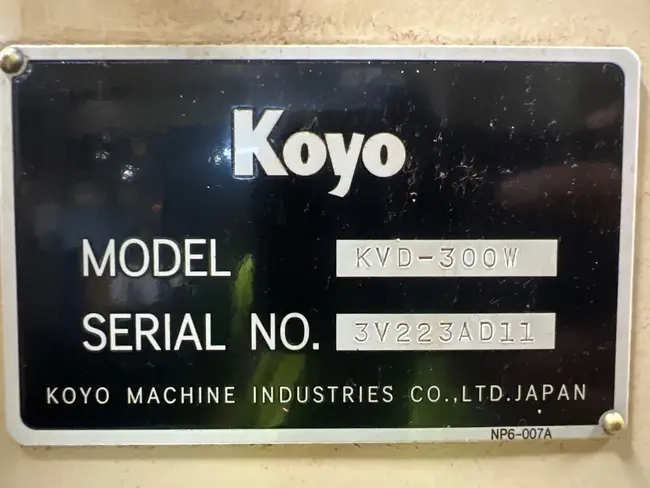 Koyo
MODEL KVD-300W
SERIAL NO. 3V223AD11
KOYO MACHINE INDUSTRIES CO.,LTD.JAPAN
NP6-007A